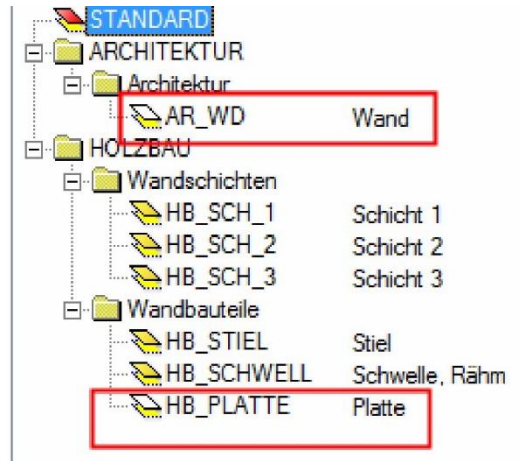 STANDARD
ARCHITEKTUR
Architektur
AR_WD Wand
HOLZBAU
Wandschichten
HB_SCH_1 Schicht 1
HB_SCH_2 Schicht 2
HB_SCH_3 Schicht 3
Wandbauteile
HB_STIEL Stiel
HB_SCHWELL Schwelle, Rähm
HB_PLATTE Platte